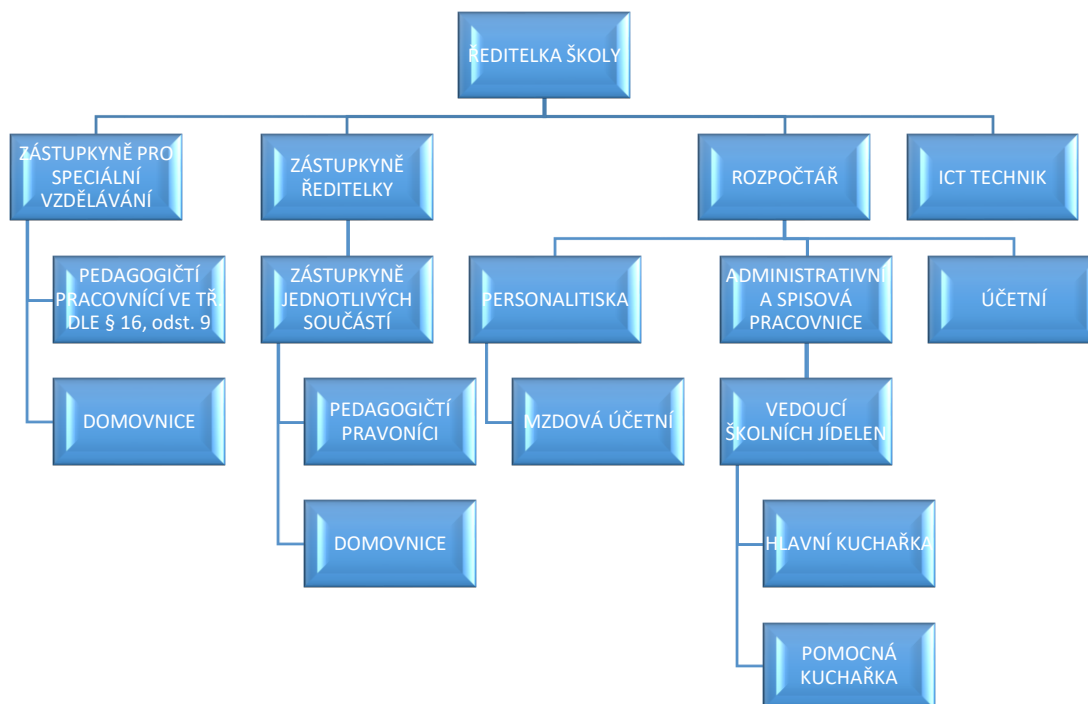 ŘEDITELKA ŠKOLY
ZÁSTUPKYNĚ PRO
SPECIÁLNÍ
VZDĚLÁVÁNÍ
ZÁSTUPKYNĚ
ŘEDITELKY
ROZPOČTÁŘ
ICT TECHNIK
PEDAGOGIČTÍ
PRACOVNÍCÍ VE TŘ.
DLE § 16, odst. 9
ZÁSTUPKYNĚ
JEDNOTLIVÝCH
SOUČÁSTÍ
PERSONALITISKA
ADMINISTRATIVNÍ
A SPISOVÁ
PRACOVNICE
ÚČETNÍ
DOMOVNICE
PEDAGOGIČTÍ
PRAVONÍCI
MZDOVÁ ÚČETNÍ
VEDOUCÍ
ŠKOLNÍCH JÍDELEN
DOMOVNICE
HLAVNÍ KUCHAŘKA
POMOCNÁ
KUCHAŘKA